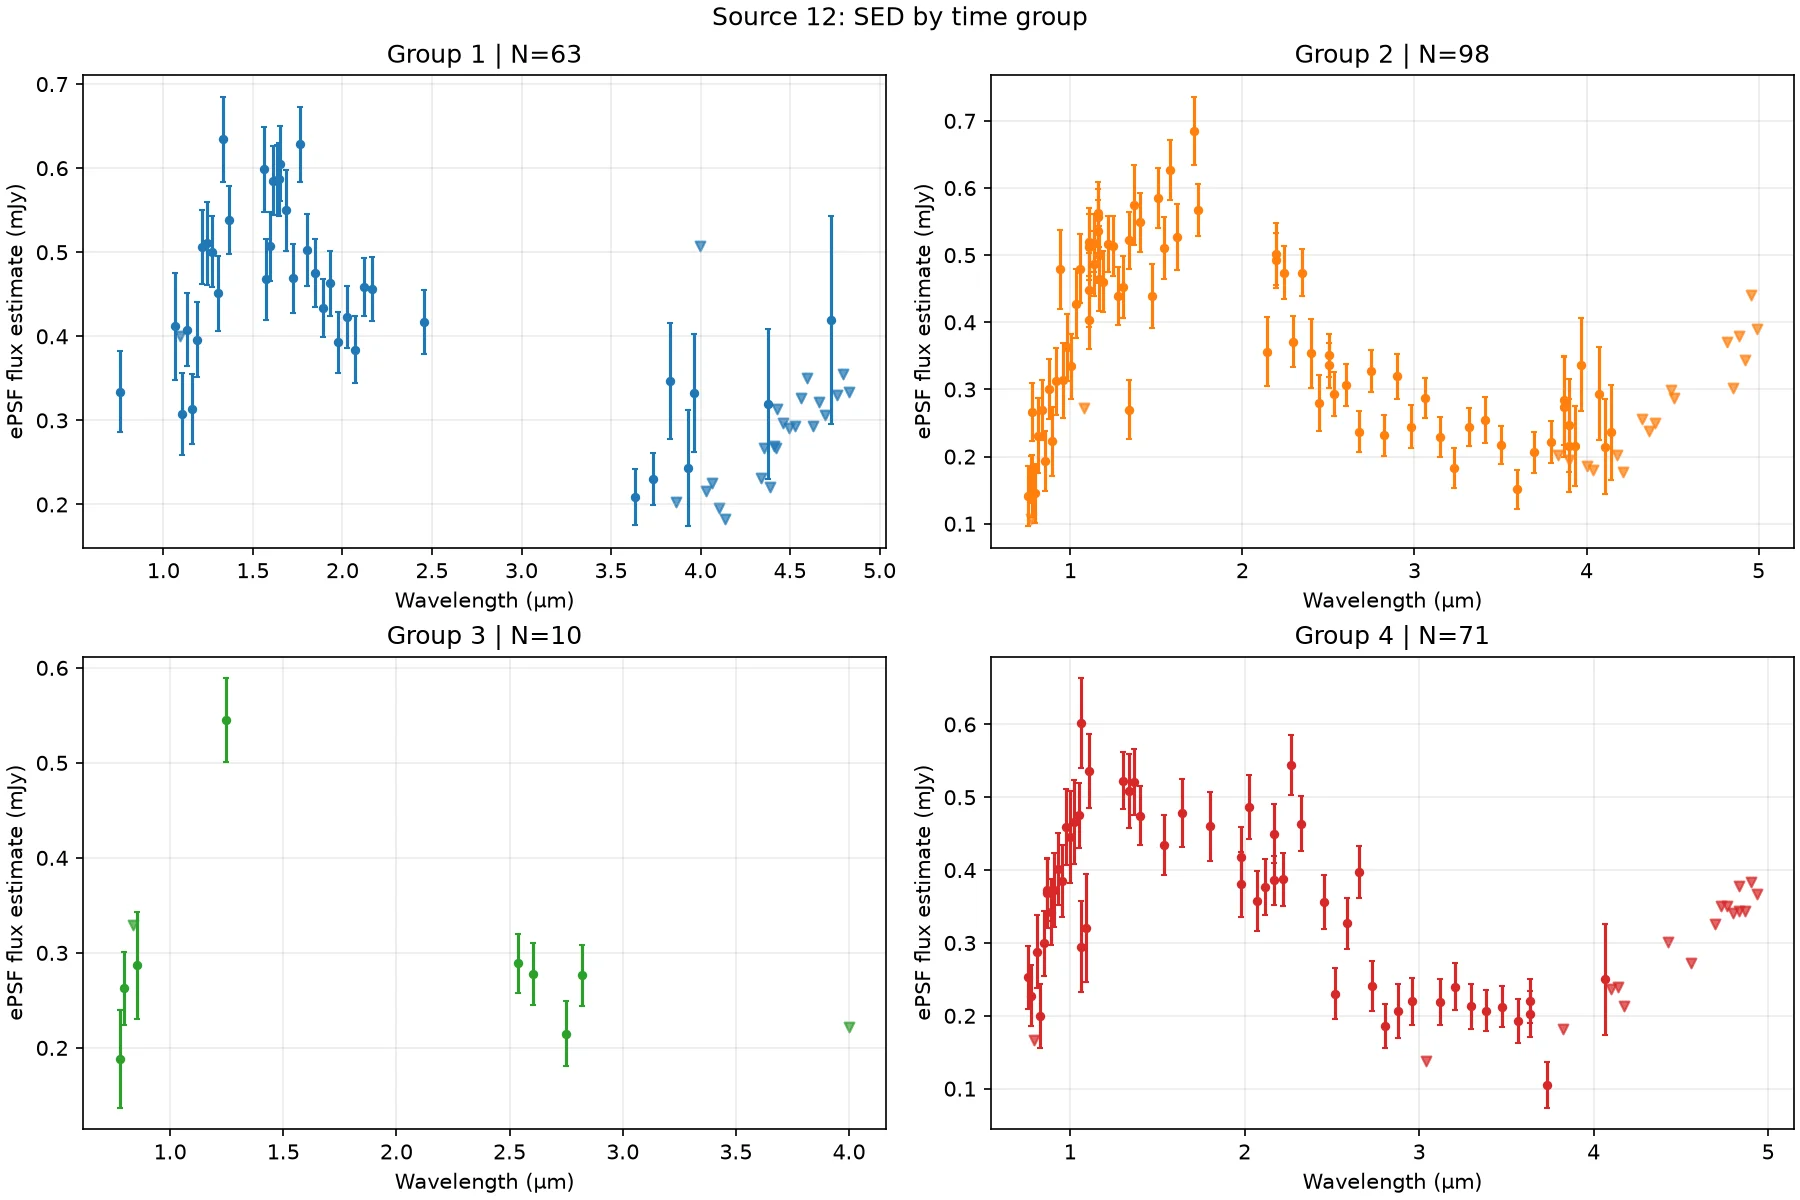 Source 12: SED by time group
Group 1 | N=63
0.7
0.6
0.5
0.4
0.3
0.2
ePSF flux estimate (mJy)
1.0 1.5 2.0 2.5 3.0 3.5 4.0 4.5 5.0
Wavelength (μm)
Group 2 | N=98
0.7
0.6
0.5
0.4
0.3
0.2
0.1
ePSF flux estimate (mJy)
1 2 3 4 5
Wavelength (μm)
Group 3 | N=10
0.6
0.5
0.4
0.3
0.2
ePSF flux estimate (mJy)
1.0 1.5 2.0 2.5 3.0 3.5 4.0
Wavelength (μm)
Group 4 | N=71
0.6
0.5
0.4
0.3
0.2
0.1
ePSF flux estimate (mJy)
1 2 3 4 5
Wavelength (μm)